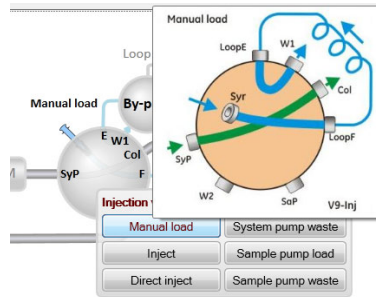 Manual load
LoopE
W1
Loop
Col
Syr
Manual load
By-p
E
W1
Col
LoopF
SyP
M
SyP
F
W2
SaP
V9-Inj
Injection
Manual load
System pump waste
Inject
Sample pump load
Direct inject
Sample pump waste